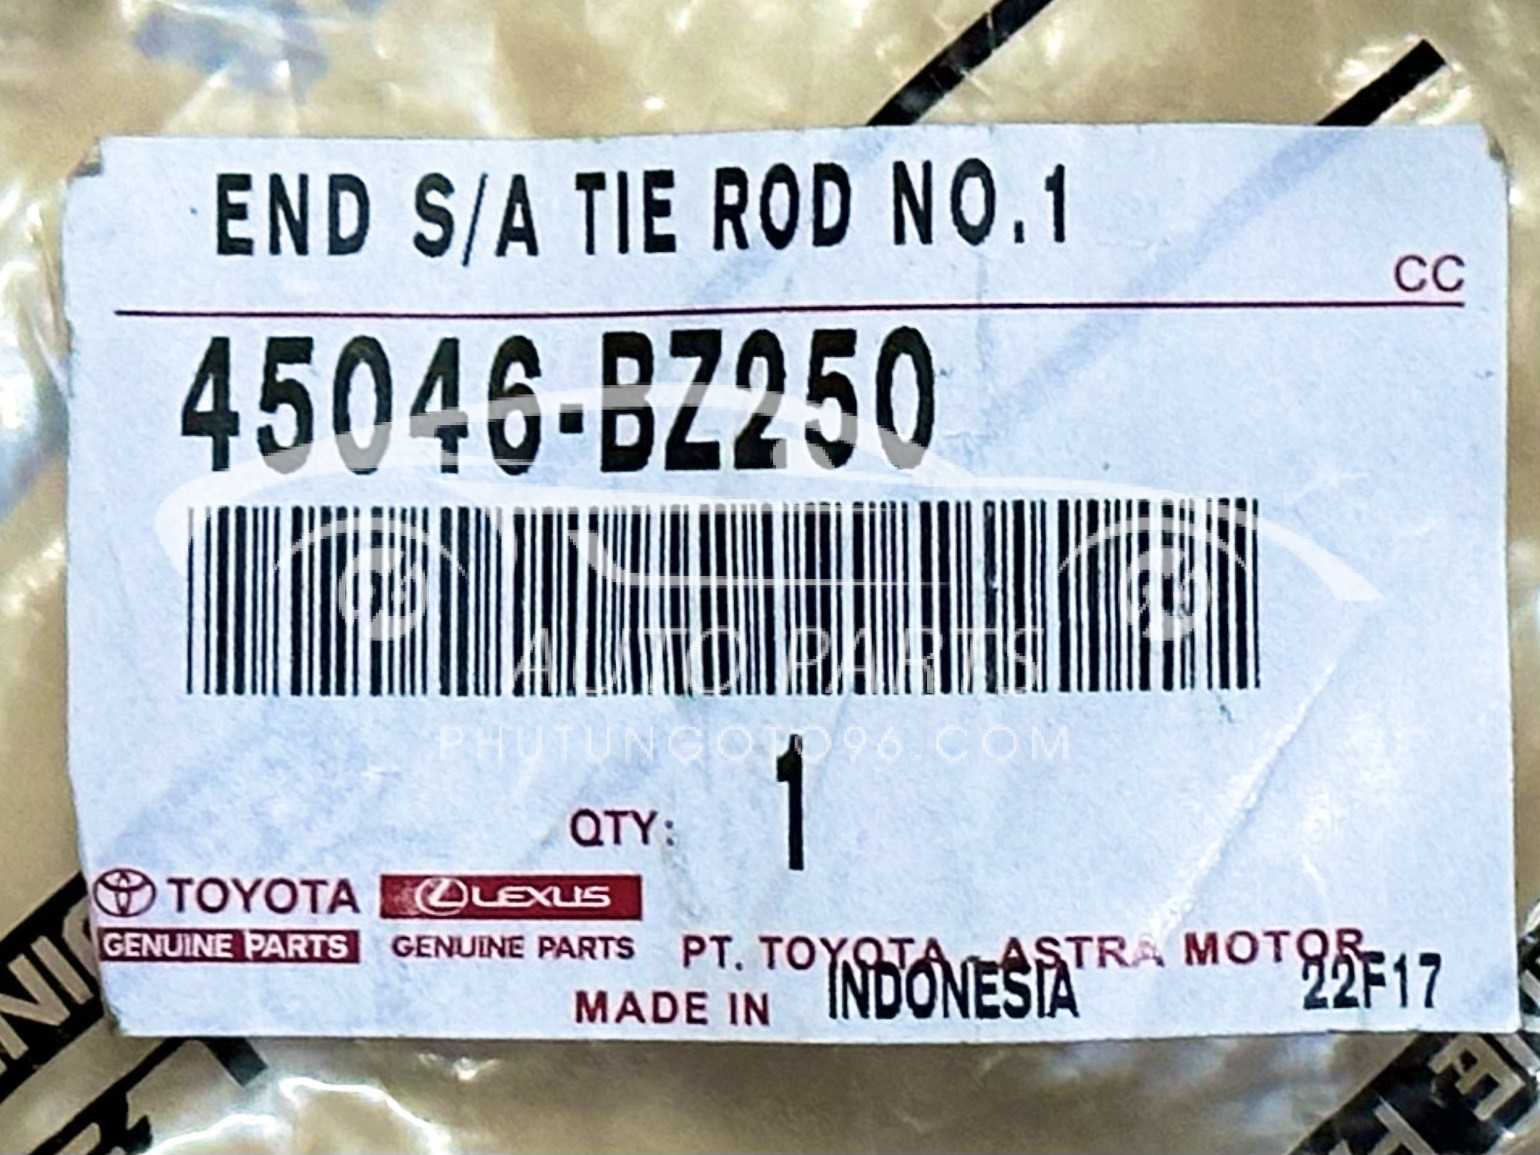 END S/A TIE ROD NO.1
CC
45046-BZ250
AUTO PARTS
PHUTUNGOTO96.COM
QTY: 1
TOYOTA LEXUS
GENUINE PARTS GENUINE PARTS PT. TOYOTA - ASTRA MOTOR
MADE IN INDONESIA 22F17